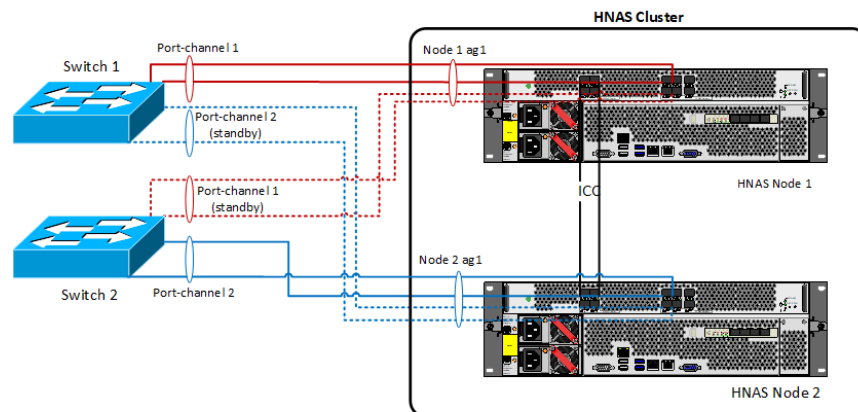 HNAS Cluster
Port-channel 1
Node 1 ag1
Switch 1
Port-channel 2
(standby)
HNAS Node 1
Port-channel 1
(standby)
ICC
Node 2 ag1
Switch 2
Port-channel 2
HNAS Node 2